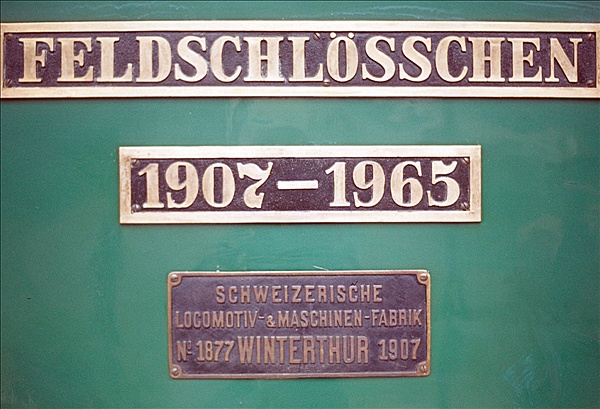 FELDSCHLÖSSCHEN
1907-1965
SCHWEIZERISCHE
LOCOMOTIV-&MASCHINEN-FABRIK
No 1877 WINTERTHUR 1907